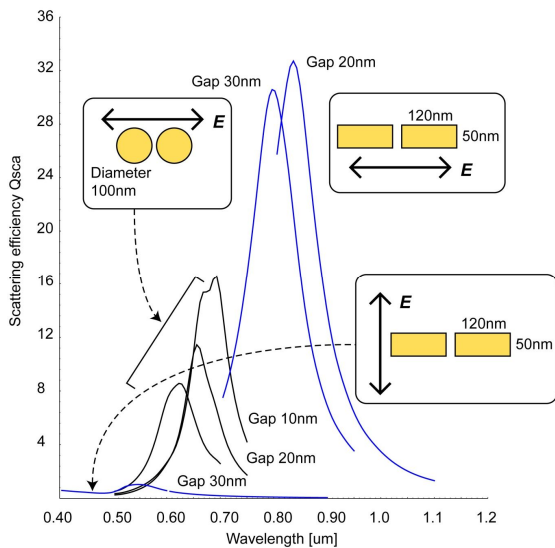 36
32
28
24
20
16
12
8
4
Scattering efficiency Qsca
Gap 30nm
Gap 20nm
E
Diameter
100nm
120nm
50nm
E
E
120nm
50nm
Gap 10nm
Gap 20nm
Gap 30nm
0.40 0.50 0.60 0.70 0.80 0.90 1.0 1.1 1.2
Wavelength [um]